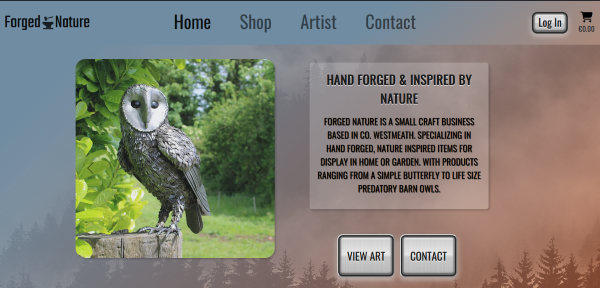 Forged Nature
Home Shop Artist Contact
Log In
€0.00
HAND FORGED & INSPIRED BY
NATURE
FORGED NATURE IS A SMALL CRAFT BUSINESS
BASED IN CO. WESTMEATH. SPECIALIZING IN
HAND FORGED, NATURE INSPIRED ITEMS FOR
DISPLAY IN HOME OR GARDEN. WITH PRODUCTS
RANGING FROM A SIMPLE BUTTERFLY TO LIFE SIZE
PREDATORY BARN OWLS.
VIEW ART
CONTACT